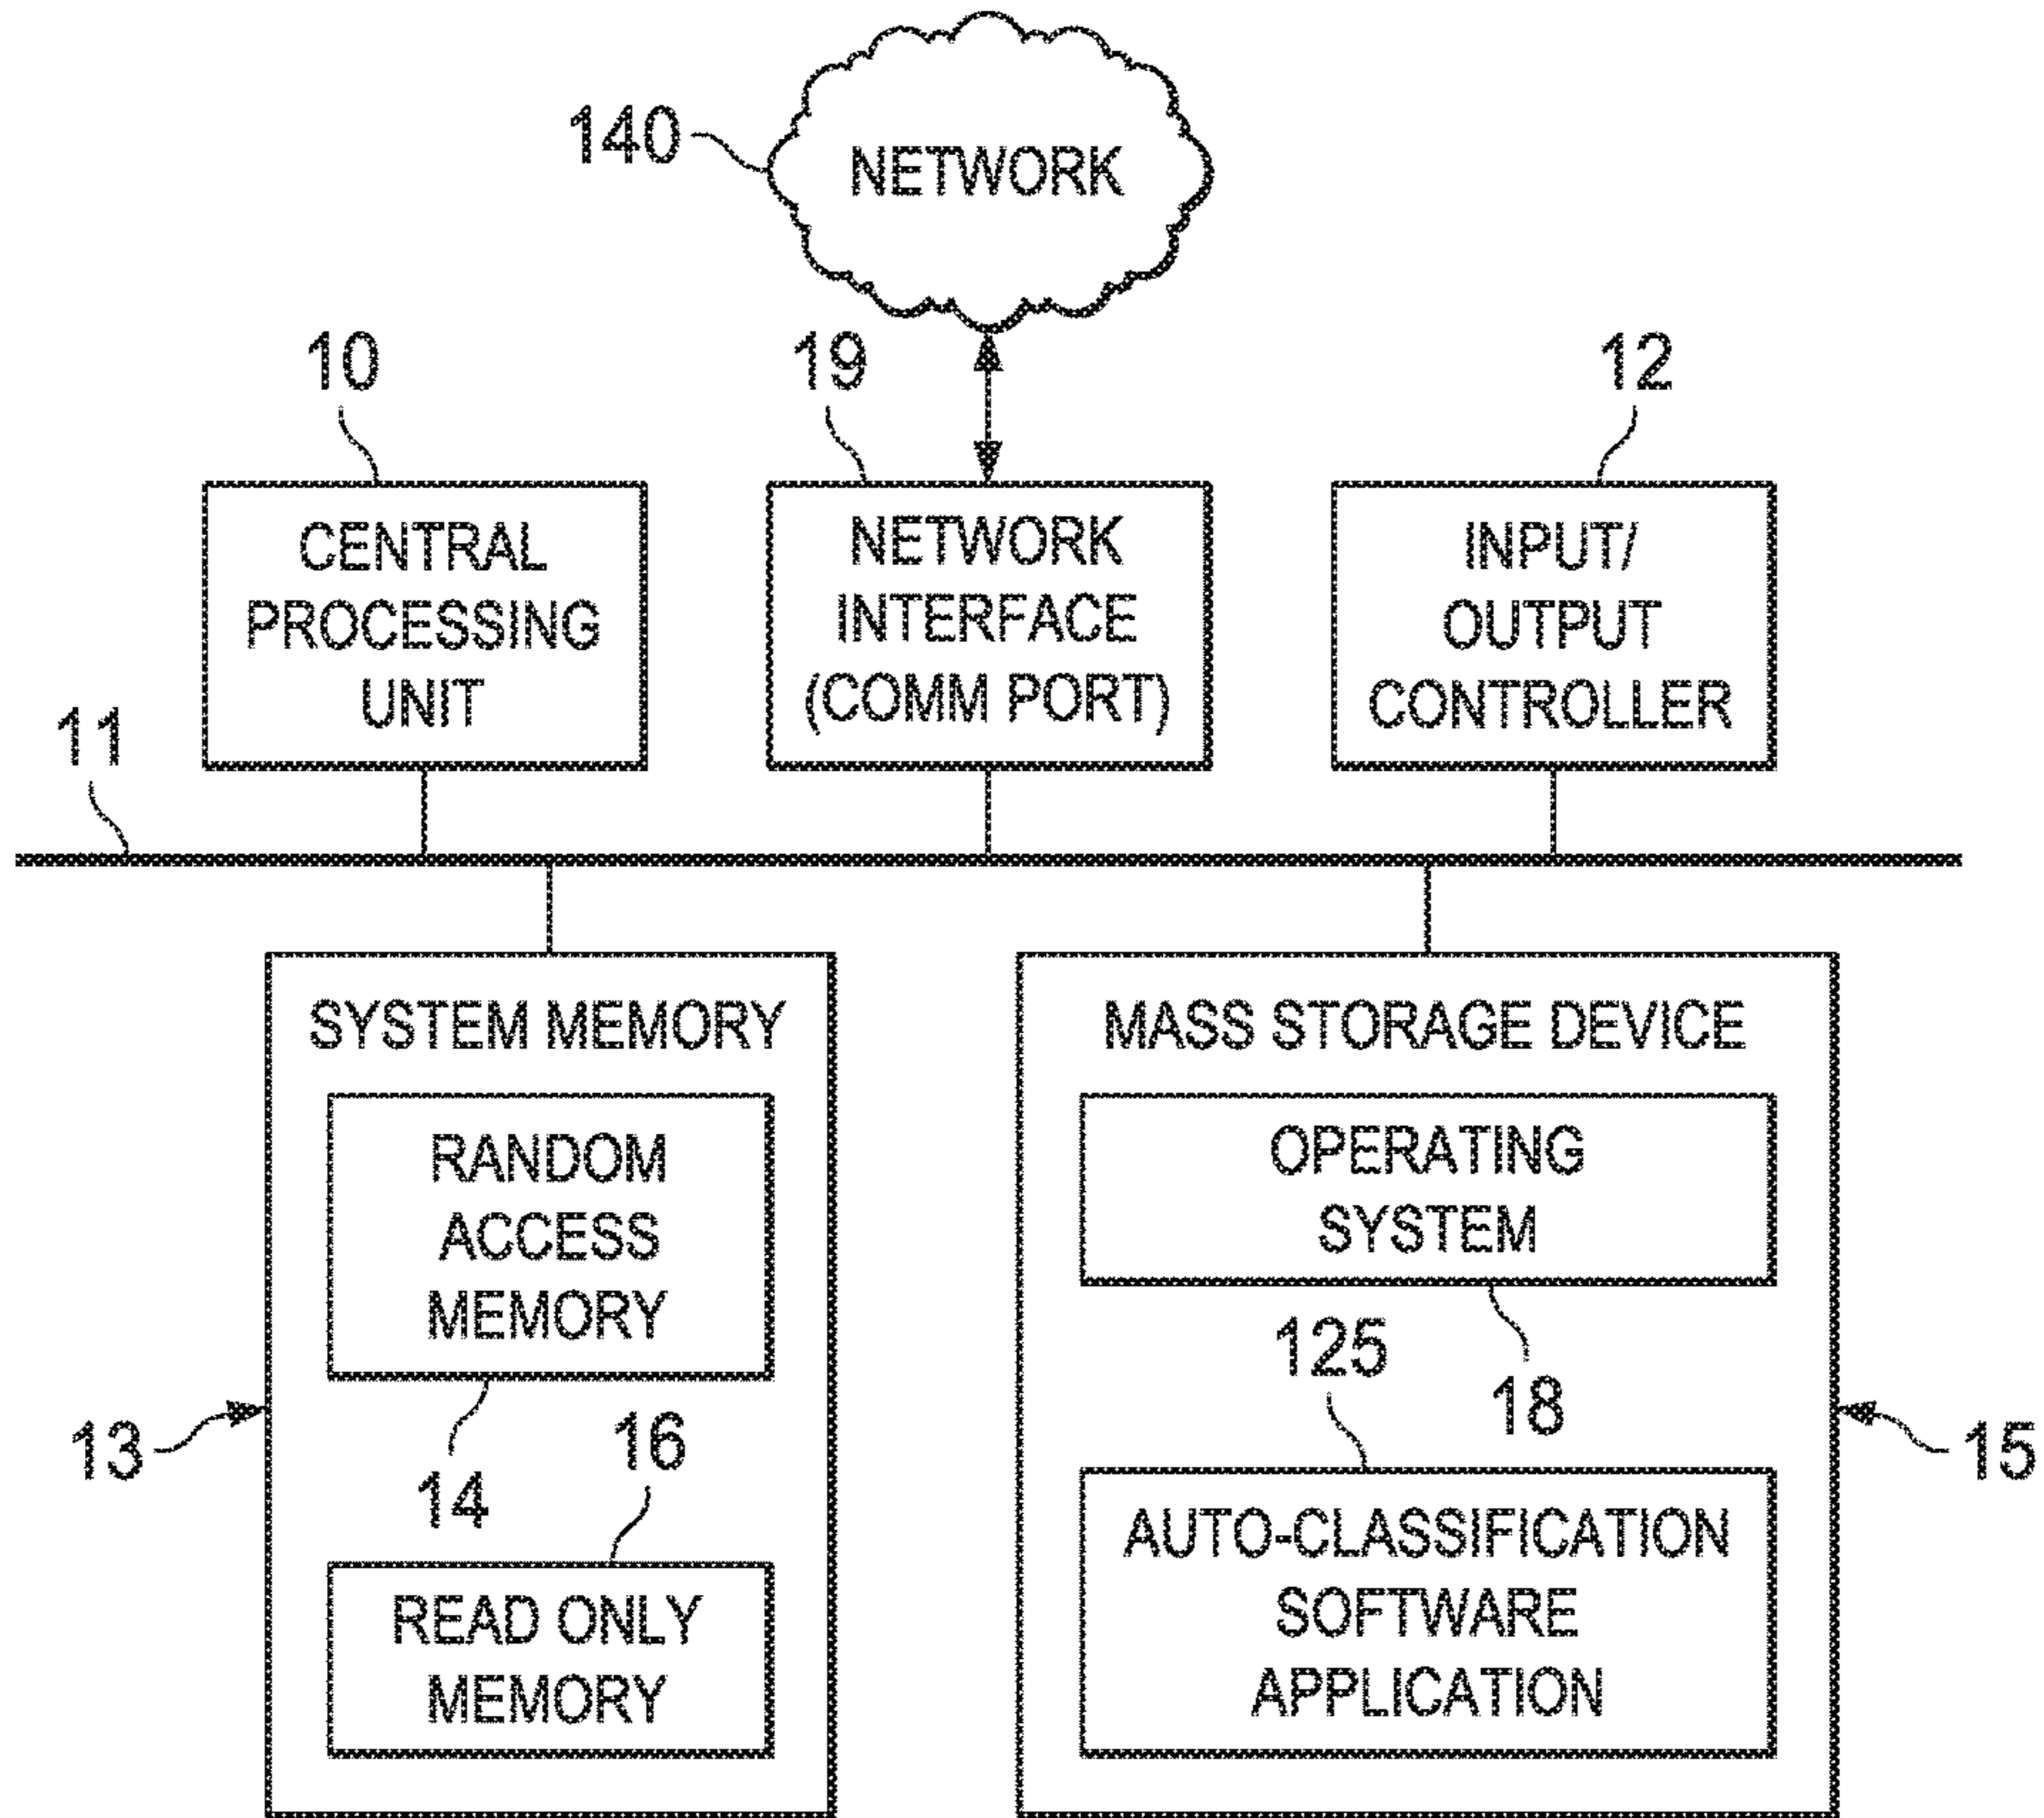 140
NETWORK
10
19
12
CENTRAL
PROCESSING
UNIT
NETWORK
INTERFACE
(COMM PORT)
INPUT/
OUTPUT
CONTROLLER
11
SYSTEM MEMORY
RANDOM
ACCESS
MEMORY
13
14
16
READ ONLY
MEMORY
MASS STORAGE DEVICE
OPERATING
SYSTEM
125
18
15
AUTO-CLASSIFICATION
SOFTWARE
APPLICATION